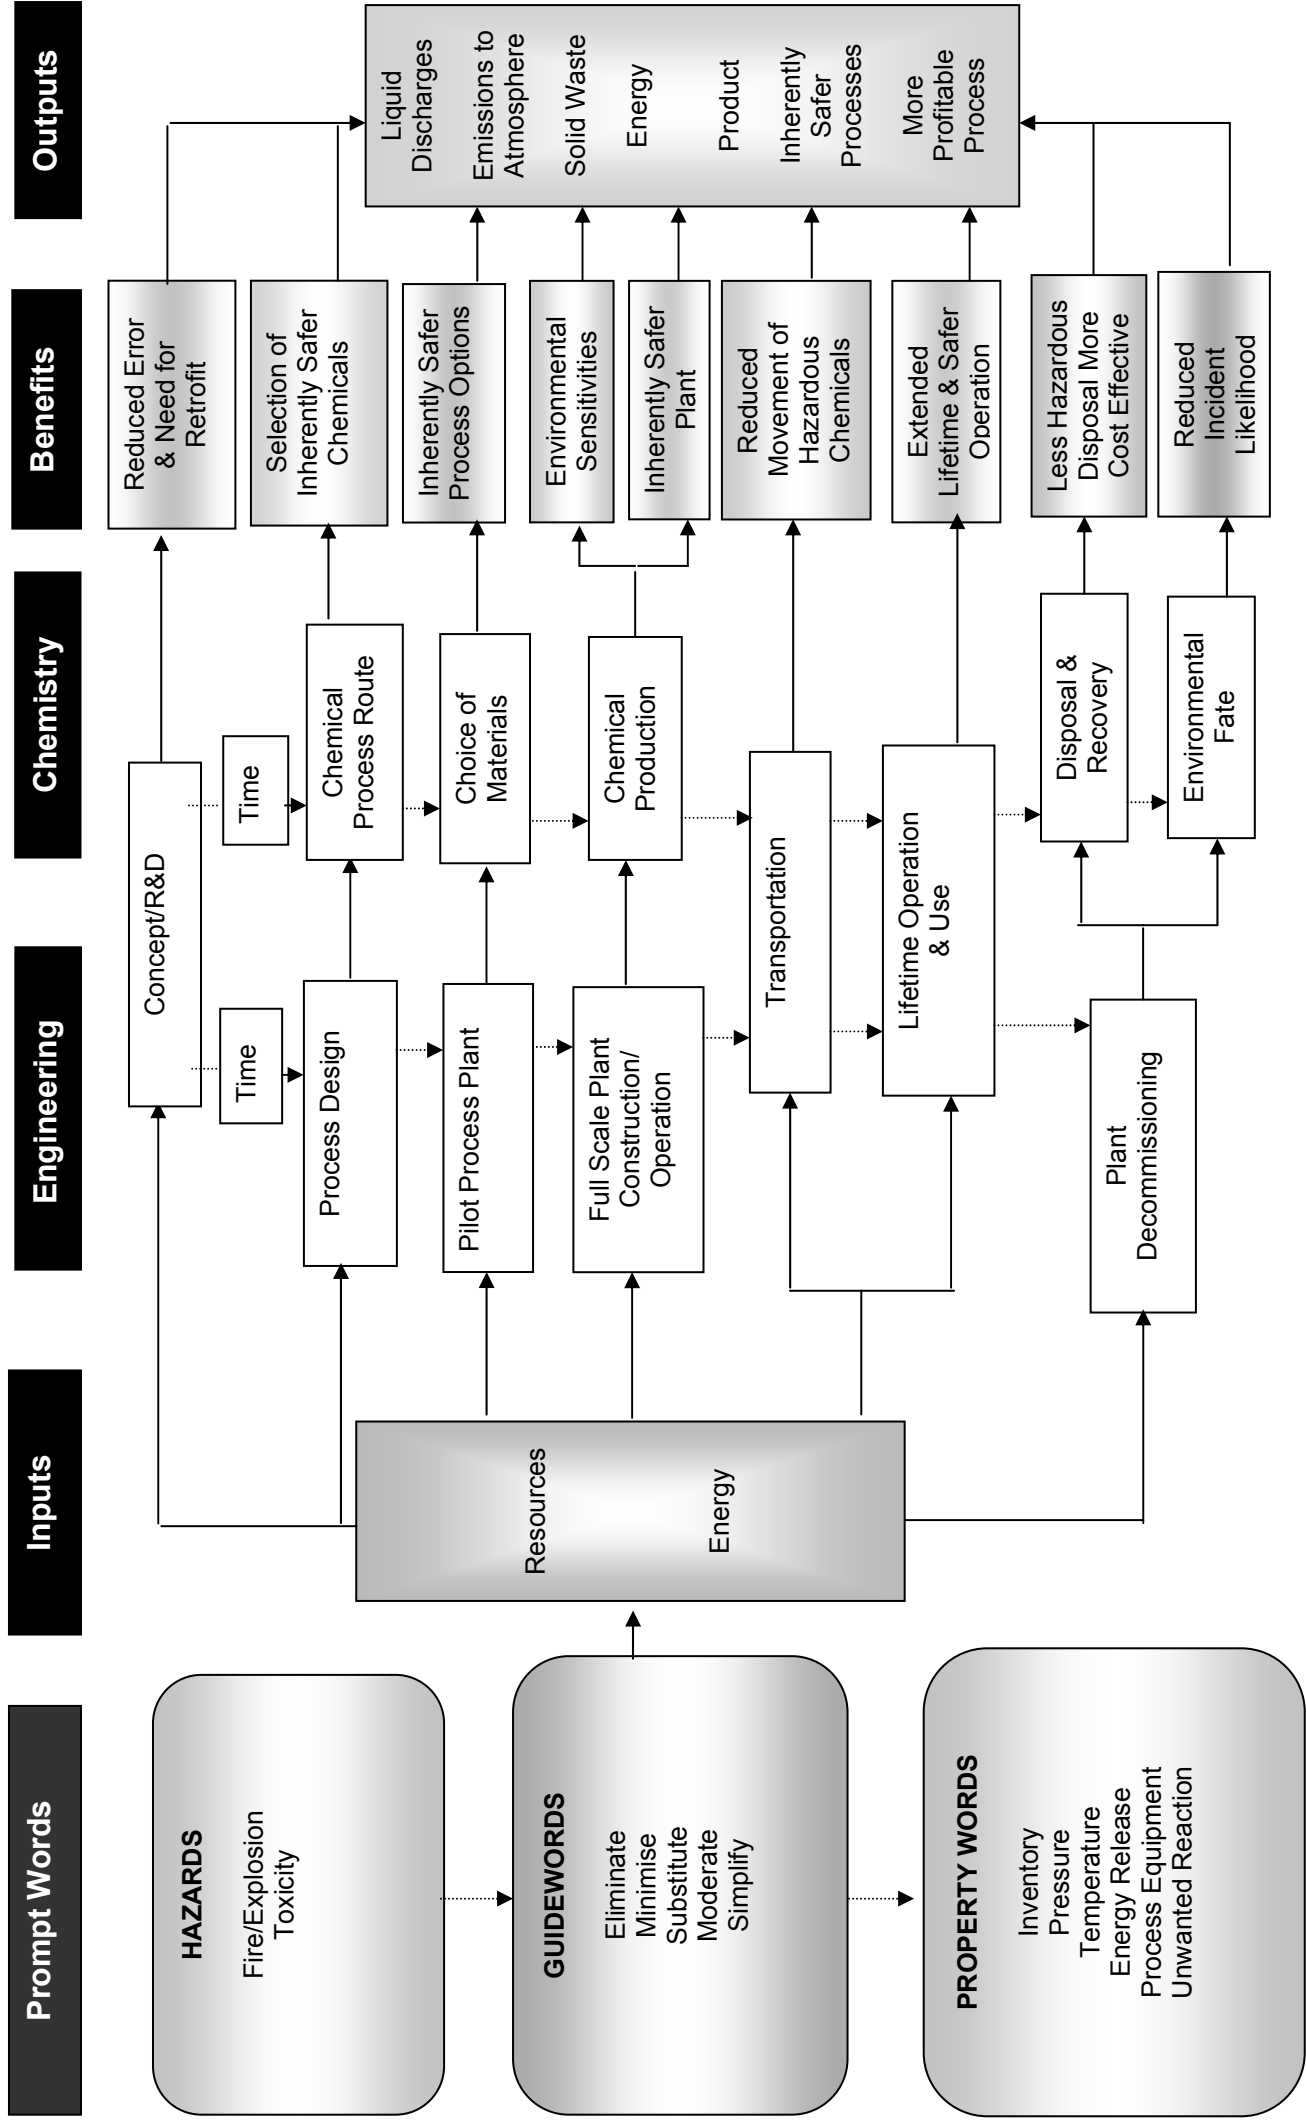 Prompt Words
Inputs
Engineering
Chemistry
Benefits
Outputs
HAZARDS
Fire/Explosion
Toxicity
GUIDEWORDS
Eliminate
Minimise
Substitute
Moderate
Simplify
PROPERTY WORDS
Inventory
Pressure
Temperature
Energy Release
Process Equipment
Unwanted Reaction
Resources
Energy
Concept/R&D
Time
Time
Process Design
Pilot Process Plant
Full Scale Plant
Construction/
Operation
Transportation
Lifetime Operation
& Use
Plant
Decommissioning
Chemical
Process Route
Choice of
Materials
Chemical
Production
Disposal &
Recovery
Environmental
Fate
Reduced Error
& Need for
Retrofit
Selection of
Inherently Safer
Chemicals
Inherently Safer
Process Options
Environmental
Sensitivities
Inherently Safer
Plant
Reduced
Movement of
Hazardous
Chemicals
Extended
Lifetime & Safer
Operation
Less Hazardous
Disposal More
Cost Effective
Reduced
Incident
Likelihood
Liquid
Discharges
Emissions to
Atmosphere
Solid Waste
Energy
Product
Inherently
Safer
Processes
More
Profitable
Process